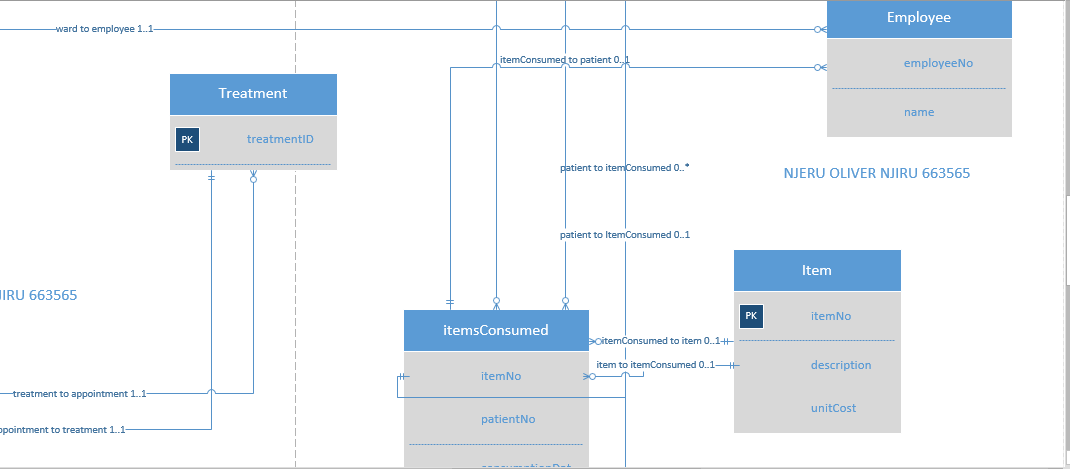 Employee
ward to employee 1..1
itemConsumed to patient 0..1
employeeNo
Treatment
name
PK
treatmentID
patient to itemConsumed 0..*
NJERU OLIVER NJIRU 663565
patient to ItemConsumed 0..1
Item
663565
PK
itemNo
itemsConsumed
itemConsumed to item 0..1
item to itemConsumed 0..1
description
itemNo
treatment to appointment 1..1
unitCost
patientNo
to treatment 1..1